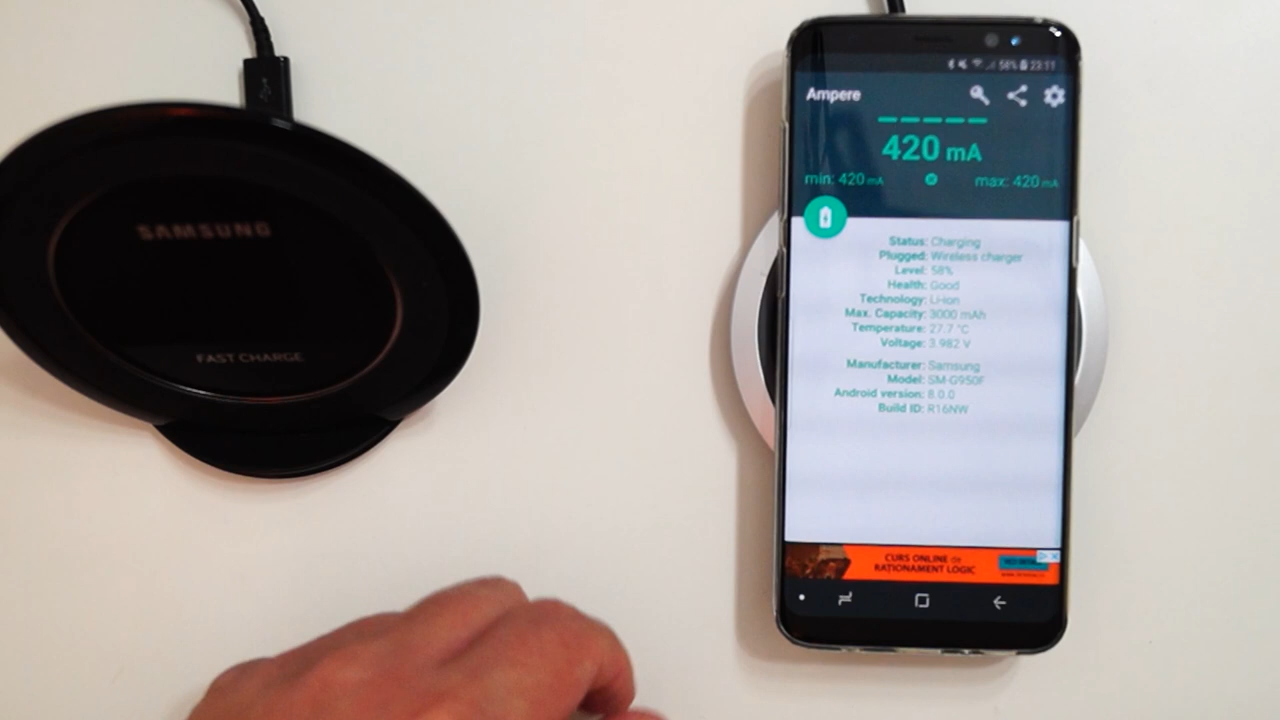 SAMSUNG
FAST CHARGE
58% 23:11
Ampere
420 mA
min: 420 mA max: 420 mA
Status: Charging
Plugged: Wireless charger
Level: 58%
Health: Good
Technology: Li-ion
Max. Capacity: 3000 mAh
Temperature: 27.7 °C
Voltage: 3.982 V
Manufacturer: Samsung
Model: SM-G950F
Android version: 8.0.0
Build ID: R16NW
CURS ONLINE de
RAȚIONAMENT LOGIC